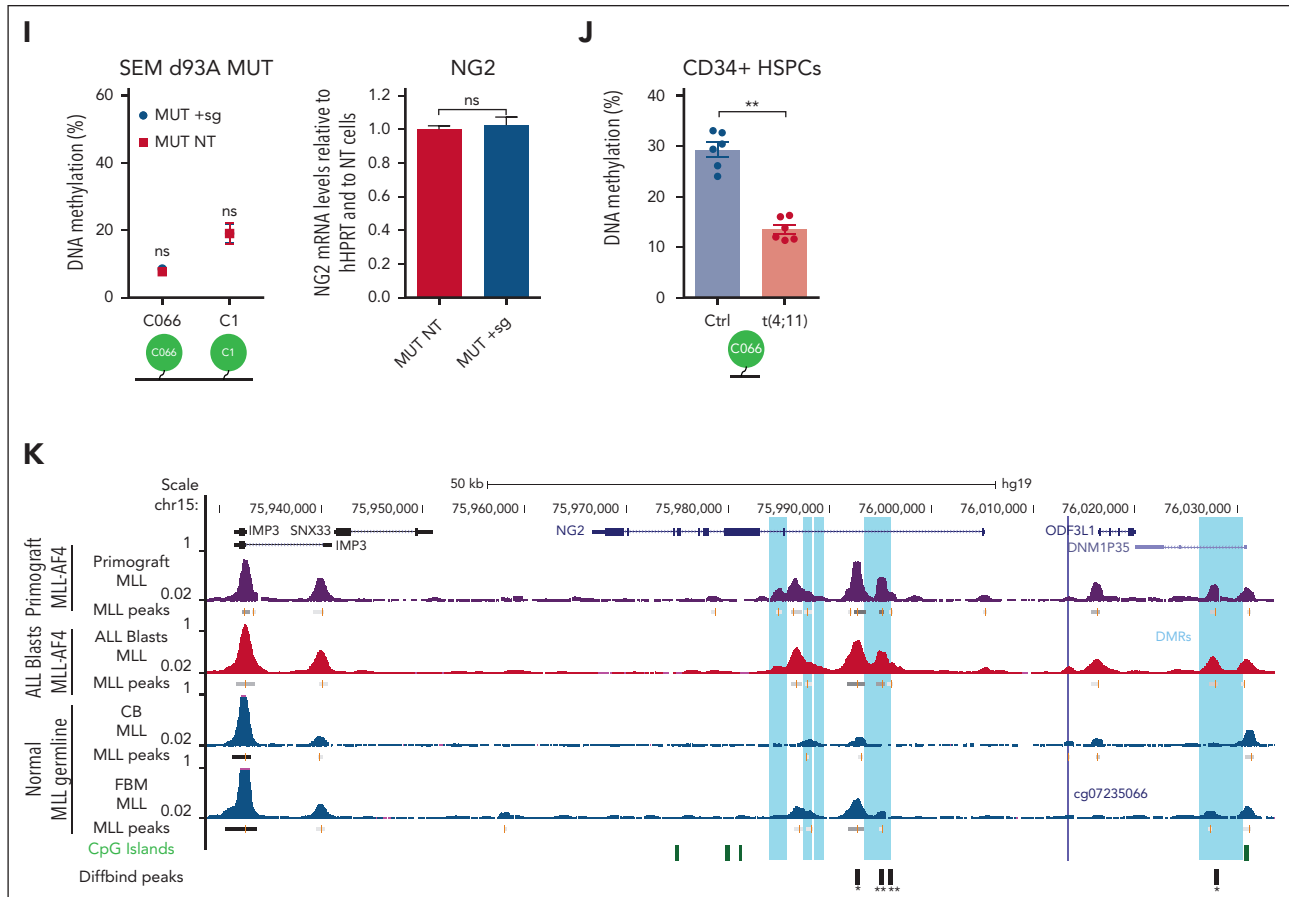 I
SEM d93A MUT
DNA methylation (%)
60
40
20
0
MUT +sg
MUT NT
ns
ns
C066
C1
C066
C1
NG2
NG2 mRNA levels relative to
hHPRT and to NT cells
1.2
1.0
0.8
0.6
0.4
0.2
0.0
ns
MUT NT
MUT +sg
J
CD34+ HSPCs
DNA methylation (%)
40
30
20
10
0
**
Ctrl
t(4;11)
C066
K
Scale
50 kb
hg19
chr15:
75,940,000
75,950,000
75,960,000
75,970,000
75,980,000
75,990,000
76,000,000
76,010,000
76,020,000
76,030,000
IMP3
SNX33
IMP3
NG2
ODF3L1
DNM1P35
Primograft
MLL-AF4
Primograft
MLL
1
0.02
MLL peaks
ALL Blasts
MLL-AF4
ALL Blasts
MLL
1
0.02
MLL peaks
DMRs
Normal
MLL germline
CB
MLL
1
0.02
MLL peaks
FBM
MLL
1
0.02
MLL peaks
cg07235066
CpG Islands
Diffbind peaks
*
**
**
*